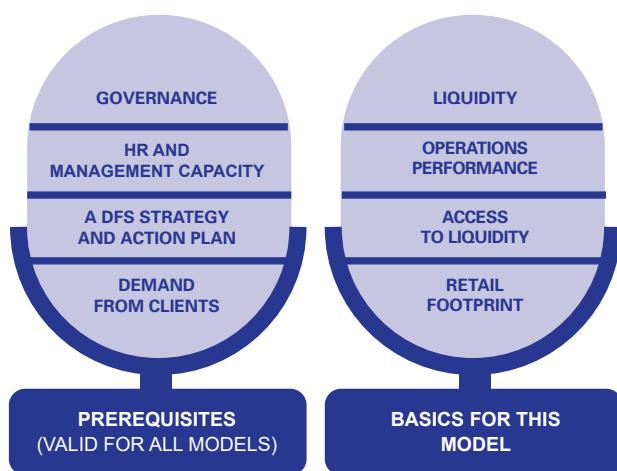 GOVERNANCE
HR AND
MANAGEMENT CAPACITY
A DFS STRATEGY
AND ACTION PLAN
DEMAND
FROM CLIENTS
PREREQUISITES
(VALID FOR ALL MODELS)
LIQUIDITY
OPERATIONS
PERFORMANCE
ACCESS
TO LIQUIDITY
RETAIL
FOOTPRINT
BASICS FOR THIS
MODEL